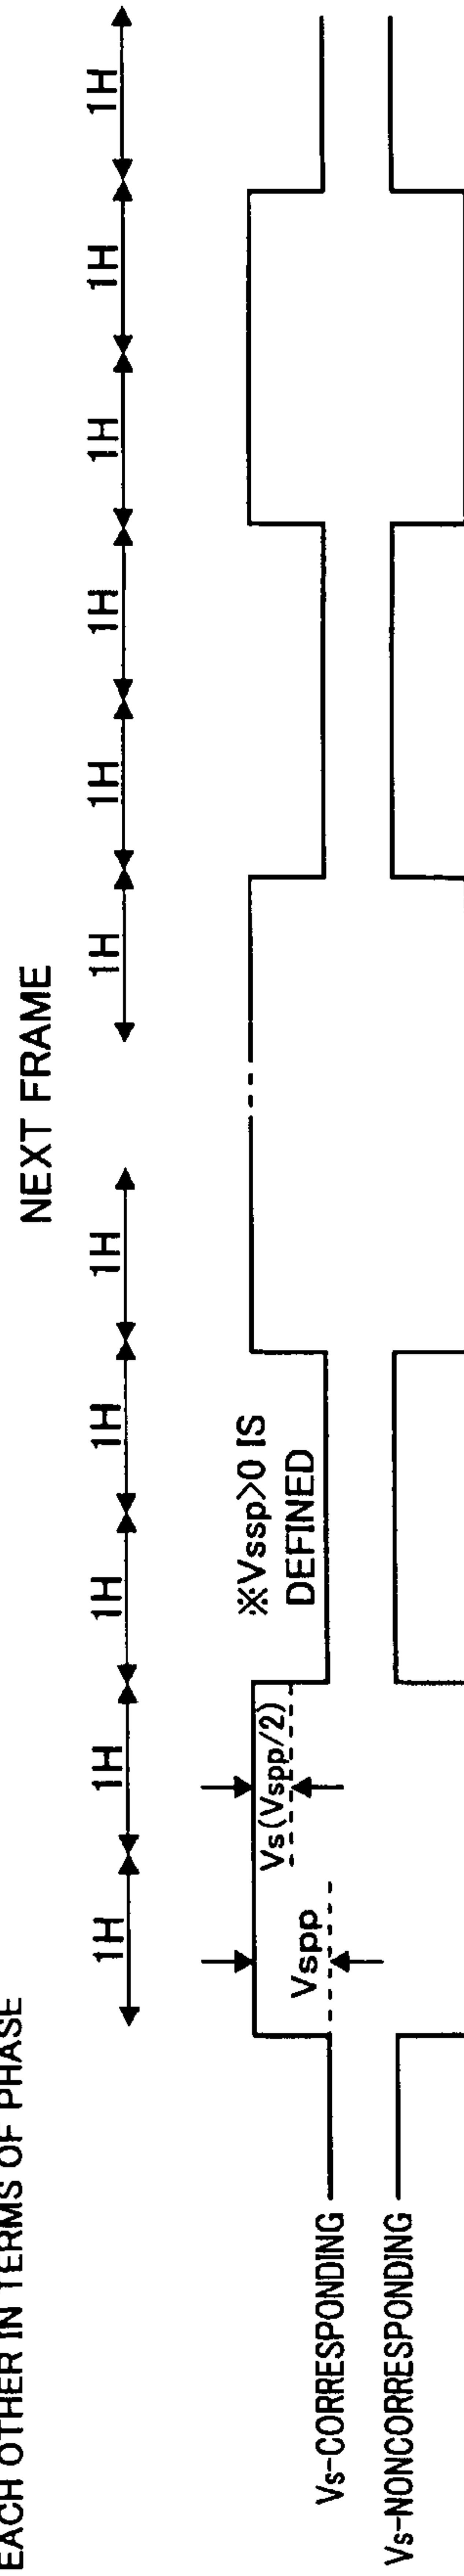 EACH OTHER IN TERMS OF PHASE
NEXT FRAME
1H 1H 1H 1H 1H 1H 1H 1H 1H 1H 1H
Vs(Vspp/2)
※Vssp>0 IS
DEFINED
Vspp
Vs-CORRESPONDING
Vs-NONCORRESPONDING